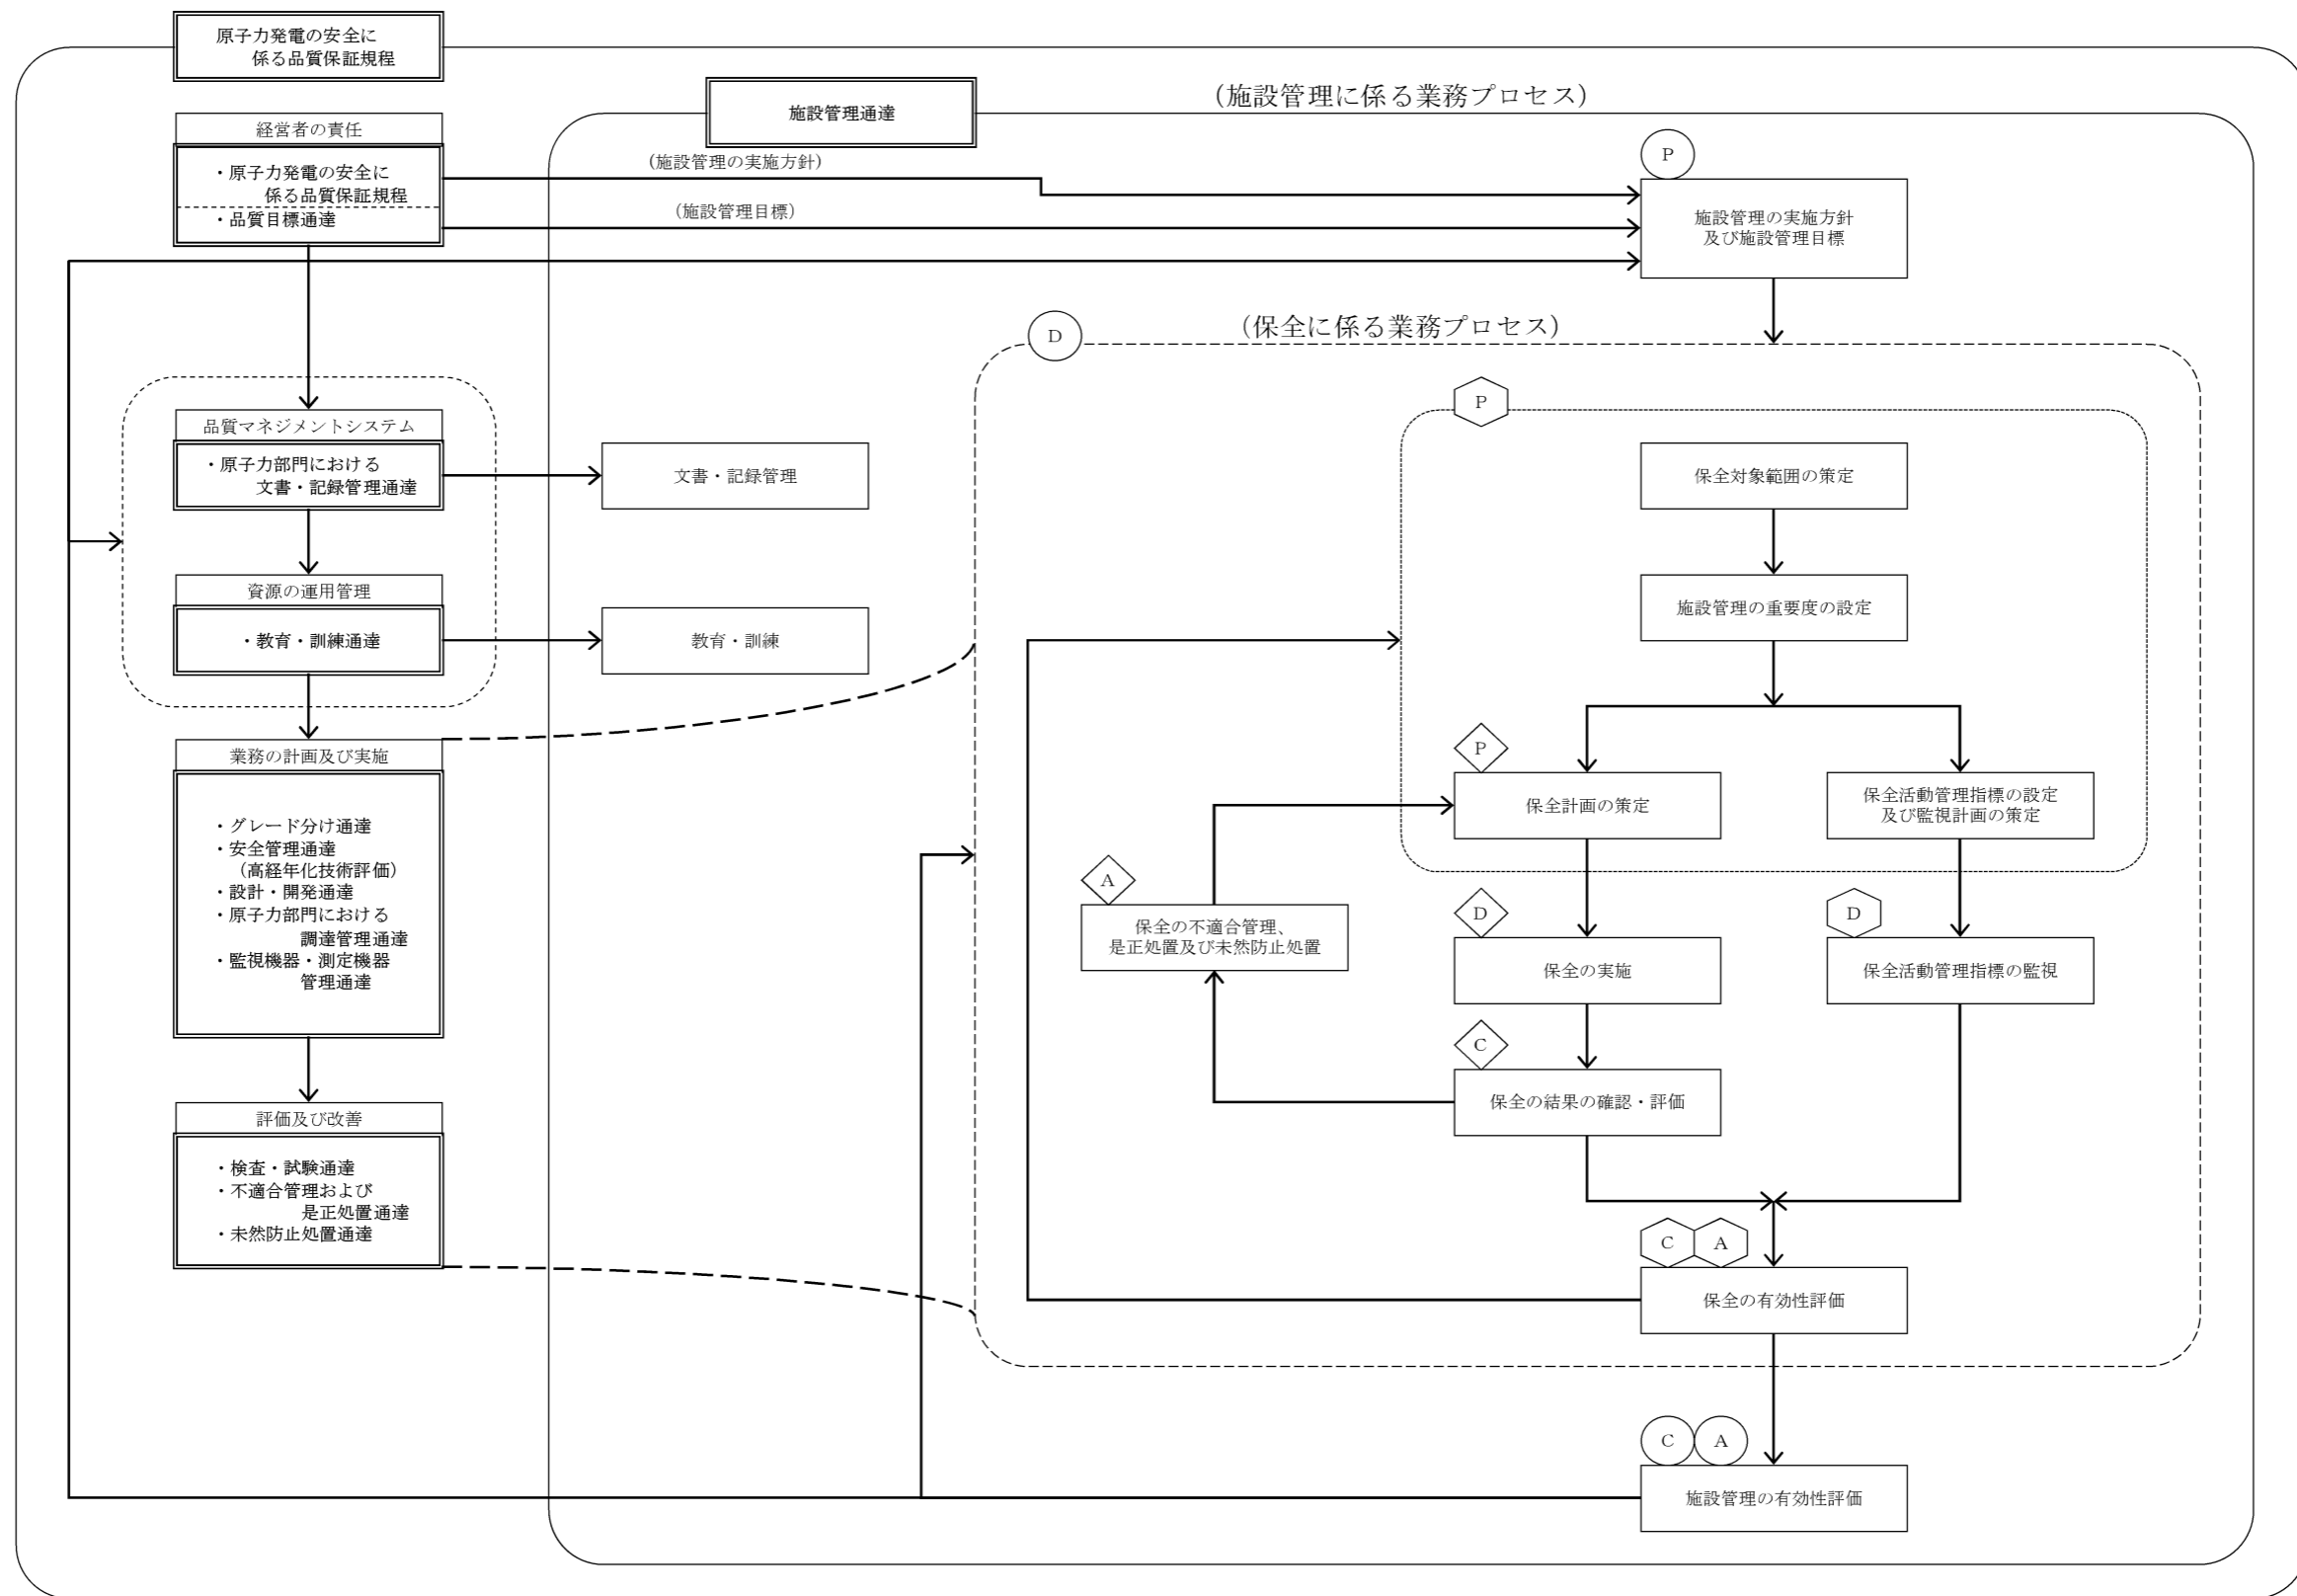 原子力発電の安全に
係る品質保証規程
施設管理通達
(施設管理に係る業務プロセス)
経営者の責任
・原子力発電の安全に
係る品質保証規程
・品質目標通達
(施設管理の実施方針)
(施設管理目標)
P
施設管理の実施方針
及び施設管理目標
D
(保全に係る業務プロセス)
品質マネジメントシステム
・原子力部門における
文書・記録管理通達
文書・記録管理
資源の運用管理
・教育・訓練通達
教育・訓練
業務の計画及び実施
・グレード分け通達
・安全管理通達
(高経年化技術評価)
・設計・開発通達
・原子力部門における
調達管理通達
・監視機器・測定機器
管理通達
評価及び改善
・検査・試験通達
・不適合管理および
是正処置通達
・未然防止処置通達
P
保全対象範囲の策定
施設管理の重要度の設定
P
保全計画の策定
保全活動管理指標の設定
及び監視計画の策定
A
保全の不適合管理、
是正処置及び未然防止処置
D
保全の実施
D
保全活動管理指標の監視
C
保全の結果の確認・評価
C
A
保全の有効性評価
C
A
施設管理の有効性評価